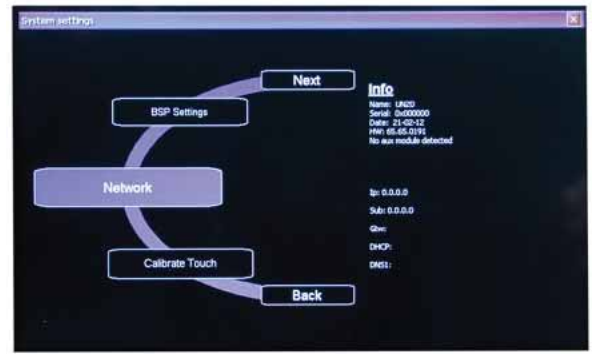 System settings
Next
BSP Settings
Network
Calibrate Touch
Back
Info
Name: UN20
Serial: 0x000000
Date: 21-02-12
HW: 65.65.0191
No aux module detected
Ip: 0.0.0.0
Sub: 0.0.0.0
Gtw:
DHCP:
DNS1: